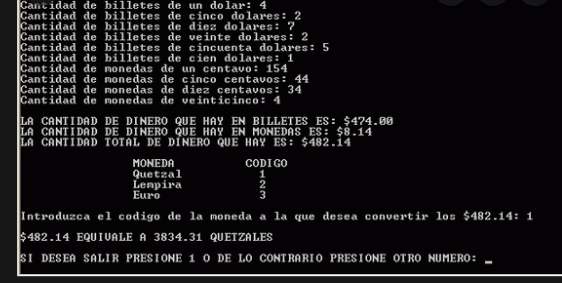 Cantidad de billetes de un dolar: 4
Cantidad de billetes de cinco dolares: 2
Cantidad de billetes de diez dolares: 7
Cantidad de billetes de veinte dolares: 2
Cantidad de billetes de cincuenta dolares: 5
Cantidad de billetes de cien dolares: 1
Cantidad de monedas de un centavo: 154
Cantidad de monedas de cinco centavos: 44
Cantidad de monedas de diez centavos: 34
Cantidad de monedas de veinticinco: 4
LA CANTIDAD DE DINERO QUE HAY EN BILLETES ES: $474.00
LA CANTIDAD DE DINERO QUE HAY EN MONEDAS ES: $8.14
LA CANTIDAD TOTAL DE DINERO QUE HAY ES: $482.14
MONEDA CODIGO
Quetzal 1
Lempira 2
Euro 3
Introduzca el codigo de la moneda a la que desea convertir los $482.14: 1
$482.14 EQUIVALE A 3834.31 QUETZALES
SI DESEA SALIR PRESIONE 1 O DE LO CONTRARIO PRESIONE OTRO NUMERO: _